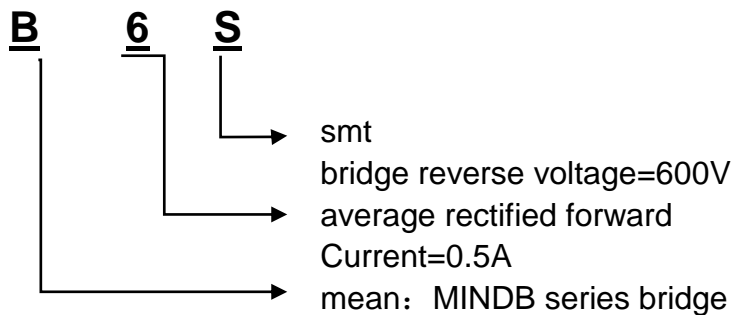 B 6 S
smt
bridge reverse voltage=600V
average rectified forward
Current=0.5A
mean：MINDB series bridge